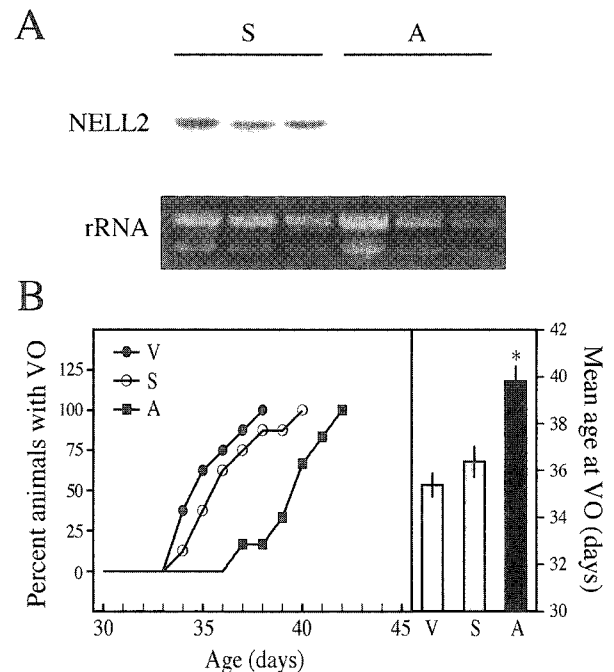 A
S A
NELL2
rRNA
B
Percent animals with VO
125
100
75
50
25
0
V
S
A
30 35 40 45
Age (days)
*
V S A
42
40
38
36
34
32
30
Mean age at VO (days)